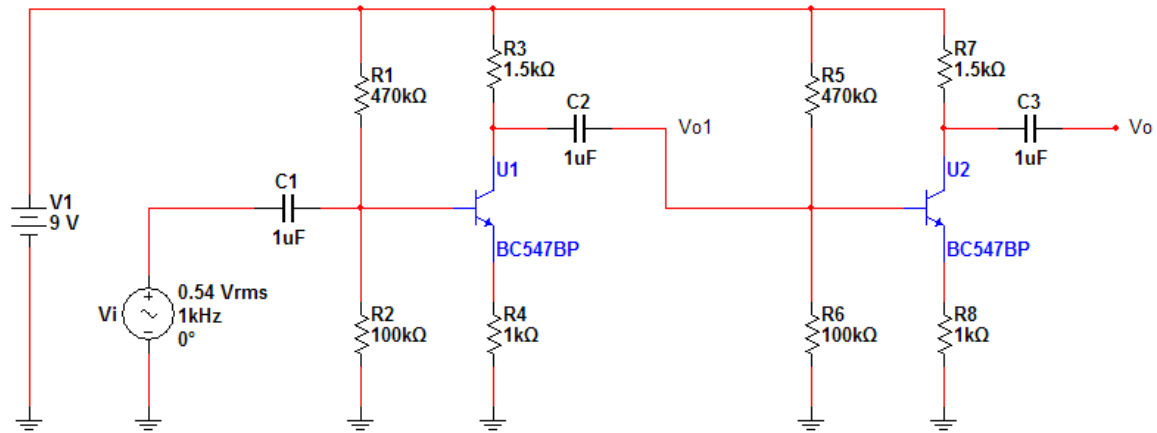 V1
9 V
Vi
0.54 Vrms
1kHz
0°
C1
1uF
R1
470kΩ
R2
100kΩ
R3
1.5kΩ
U1
BC547BP
R4
1kΩ
C2
1uF
Vo1
R5
470kΩ
R6
100kΩ
R7
1.5kΩ
U2
BC547BP
R8
1kΩ
C3
1uF
Vo